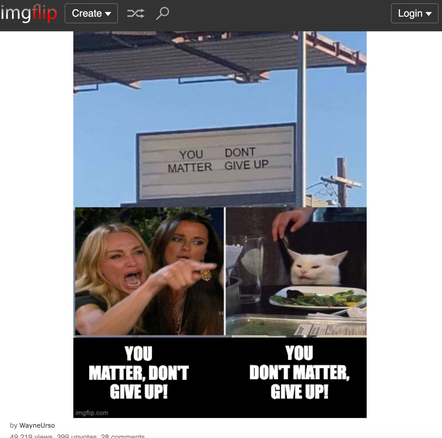 imgflip Create ▾ Login ▾
YOU DONT
MATTER GIVE UP
YOU
MATTER, DON'T
GIVE UP!
YOU
DON'T MATTER,
GIVE UP!
imgflip.com
by WayneUrso
49,219 views, 399 upvotes, 28 comments